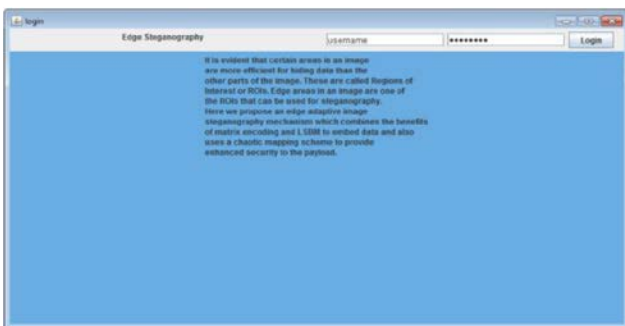 login
Edge Steganography username •••••••• Login
It is evident that certain areas in an image
are more efficient for hiding data than the
other parts of the image. These are called Regions of
Interest or ROIs. Edge areas in an image are one of
the ROIs that can be used for steganography.
Here we propose an edge adaptive image
steganography mechanism which combines the benefits
of matrix encoding and LSBM to embed data and also
uses a chaotic mapping scheme to provide
enhanced security to the payload.